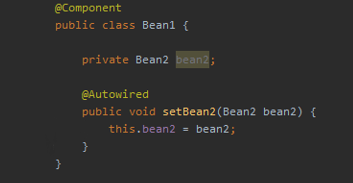 @Component
public class Bean1 {
private Bean2 bean2;
@Autowired
public void setBean2(Bean2 bean2) {
this.bean2 = bean2;
}
}